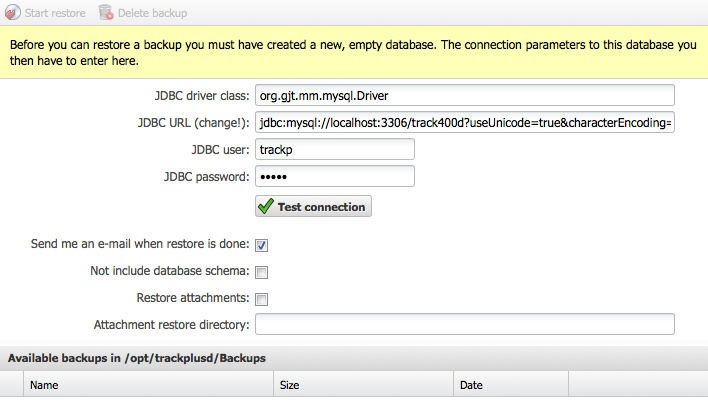 Start restore Delete backup
Before you can restore a backup you must have created a new, empty database. The connection parameters to this database you
then have to enter here.
JDBC driver class: org.gjt.mm.mysql.Driver
JDBC URL (change!): jdbc:mysql://localhost:3306/track400d?useUnicode=true&characterEncoding=
JDBC user: trackp
JDBC password: •••••
Test connection
Send me an e-mail when restore is done:
Not include database schema:
Restore attachments:
Attachment restore directory:
Available backups in /opt/trackplusd/Backups
Name Size Date